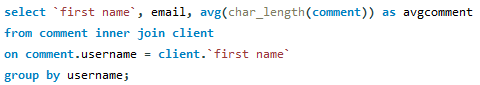 select `first name`, email, avg(char_length(comment)) as avgcomment
from comment inner join client
on comment.username = client.`first name`
group by username;